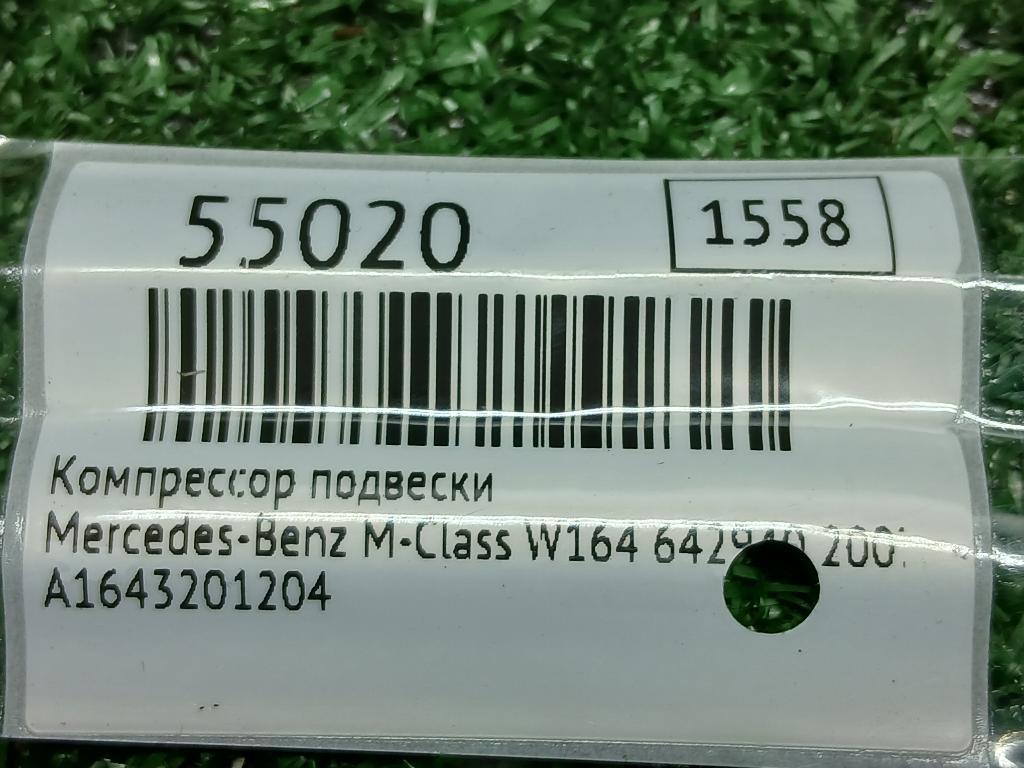 55020
1558
Компрессор подвески
Mercedes-Benz M-Class W164
A1643201204